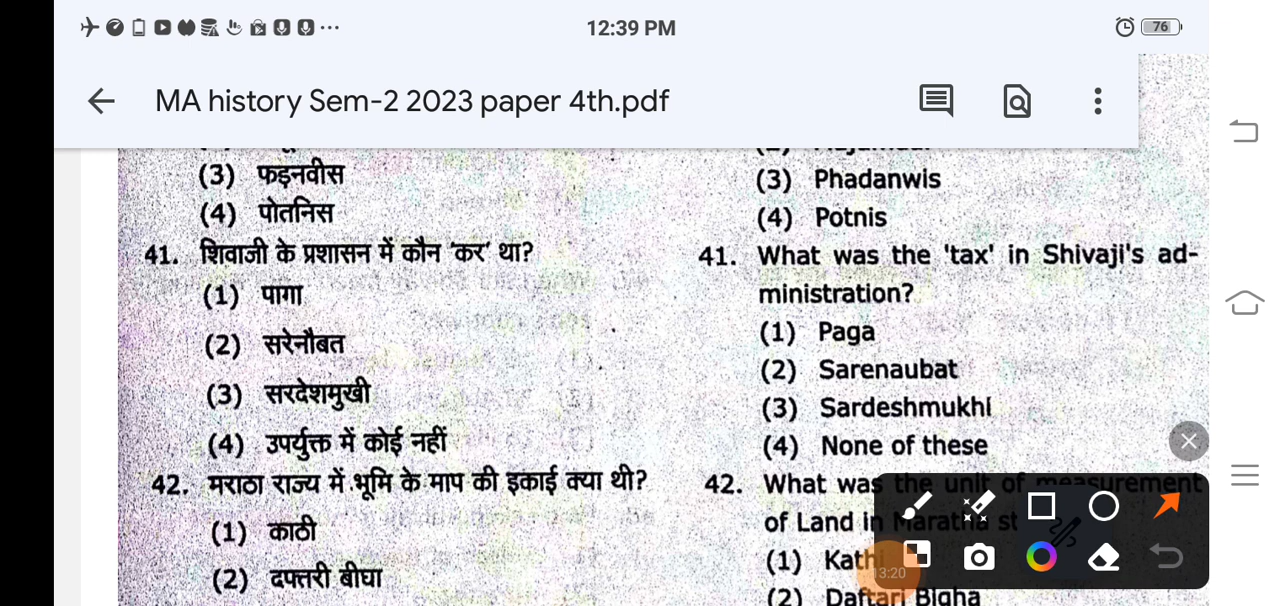 12:39 PM
76
MA history Sem-2 2023 paper 4th.pdf
(3) फड़नवीस
(4) पोतनिस
41. शिवाजी के प्रशासन में कौन 'कर' था?
(1) पागा
(2) सरेनौबत
(3) सरदेशमुखी
(4) उपर्युक्त में कोई नहीं
42. मराठा राज्य में भूमि के माप की इकाई क्या थी?
(1) काठी
(2) दफ्तरी बीघा
(3) Phadanwis
(4) Potnis
41. What was the 'tax' in Shivaji's ad-
ministration?
(1) Paga
(2) Sarenaubat
(3) Sardeshmukhi
(4) None of these
42. What was the unit of measurement
of Land in Maratha st
(1) Kathi
(2) Daftari Bigha
13:20